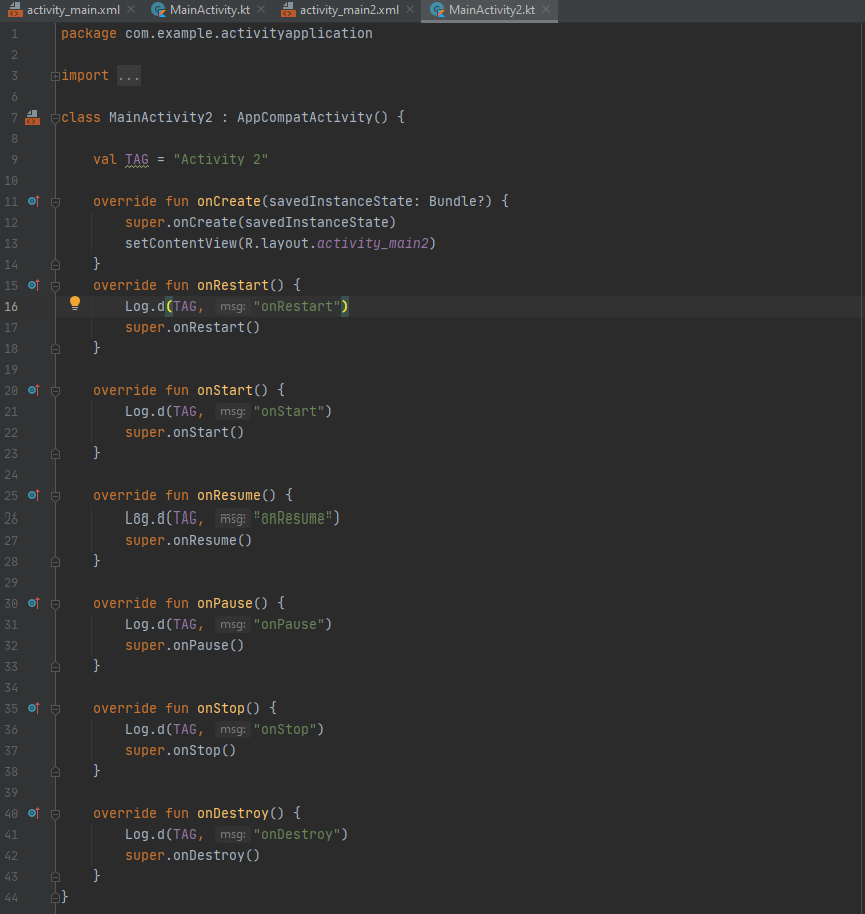 activity_main.xml MainActivity.kt activity_main2.xml MainActivity2.kt
1 package com.example.activityapplication
2
3 import ...
6
7 class MainActivity2 : AppCompatActivity() {
8
9 val TAG = "Activity 2"
10
11 override fun onCreate(savedInstanceState: Bundle?) {
12 super.onCreate(savedInstanceState)
13 setContentView(R.layout.activity_main2)
14 }
15 override fun onRestart() {
16 Log.d(TAG, msg: "onRestart")
17 super.onRestart()
18 }
19
20 override fun onStart() {
21 Log.d(TAG, msg: "onStart")
22 super.onStart()
23 }
24
25 override fun onResume() {
26 Log.d(TAG, msg: "onResume")
27 super.onResume()
28 }
29
30 override fun onPause() {
31 Log.d(TAG, msg: "onPause")
32 super.onPause()
33 }
34
35 override fun onStop() {
36 Log.d(TAG, msg: "onStop")
37 super.onStop()
38 }
39
40 override fun onDestroy() {
41 Log.d(TAG, msg: "onDestroy")
42 super.onDestroy()
43 }
44 }